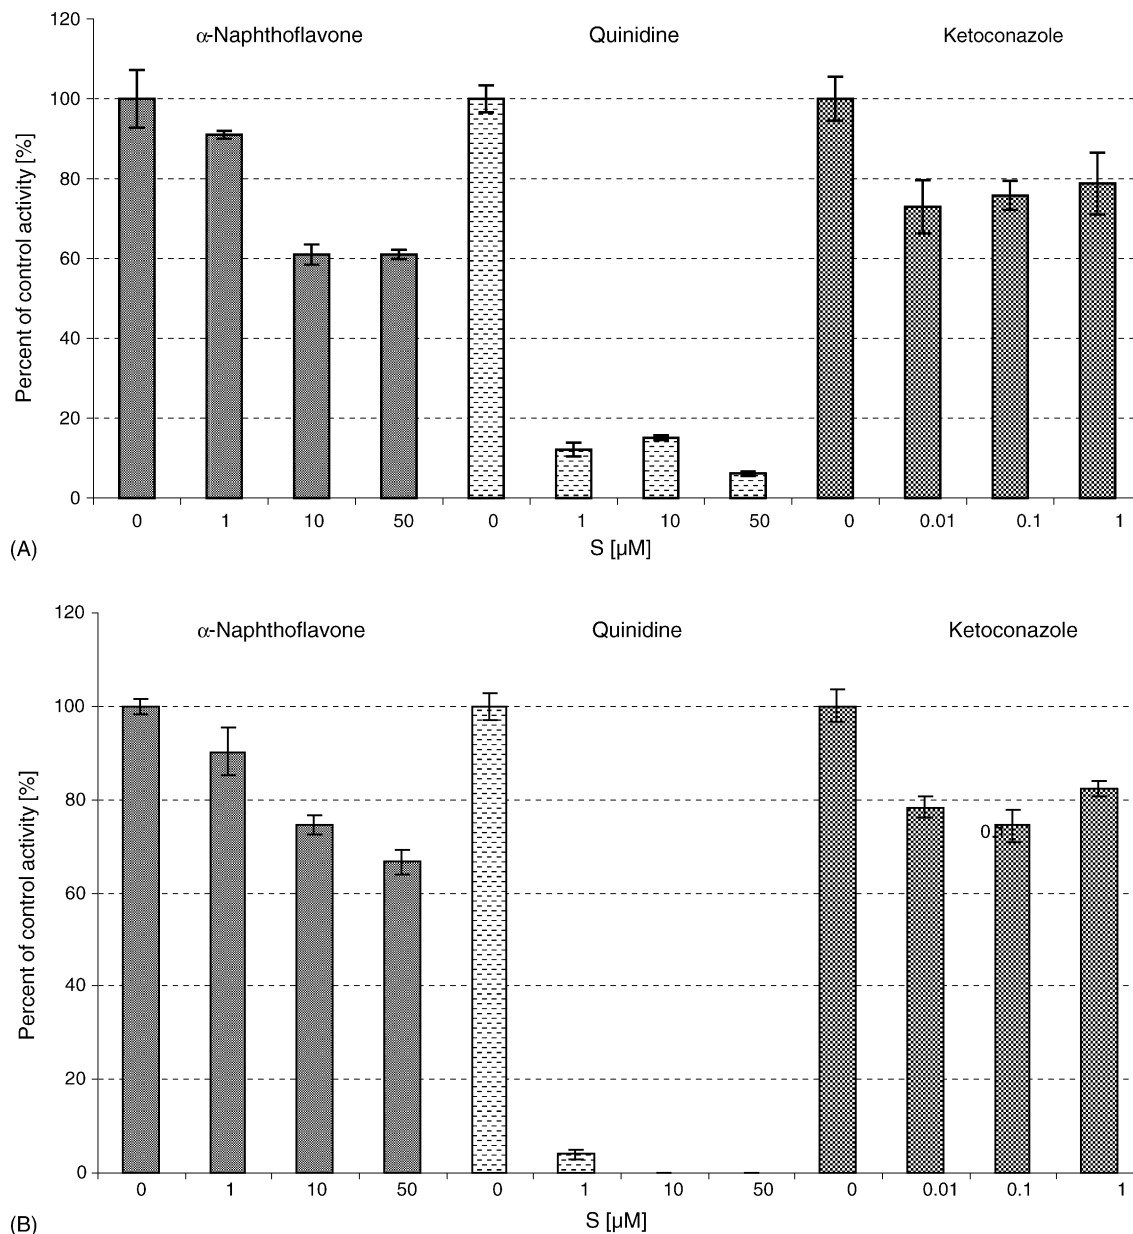 120
α-Naphthoflavone Quinidine Ketoconazole
100
80
60
40
20
0
Percent of control activity [%]
0 1 10 50 0 1 10 50 0 0.01 0.1 1
(A) S [µM]
120
α-Naphthoflavone Quinidine Ketoconazole
100
80
0.1
60
40
20
0
Percent of control activity [%]
0 1 10 50 0 1 10 50 0 0.01 0.1 1
(B) S [µM]